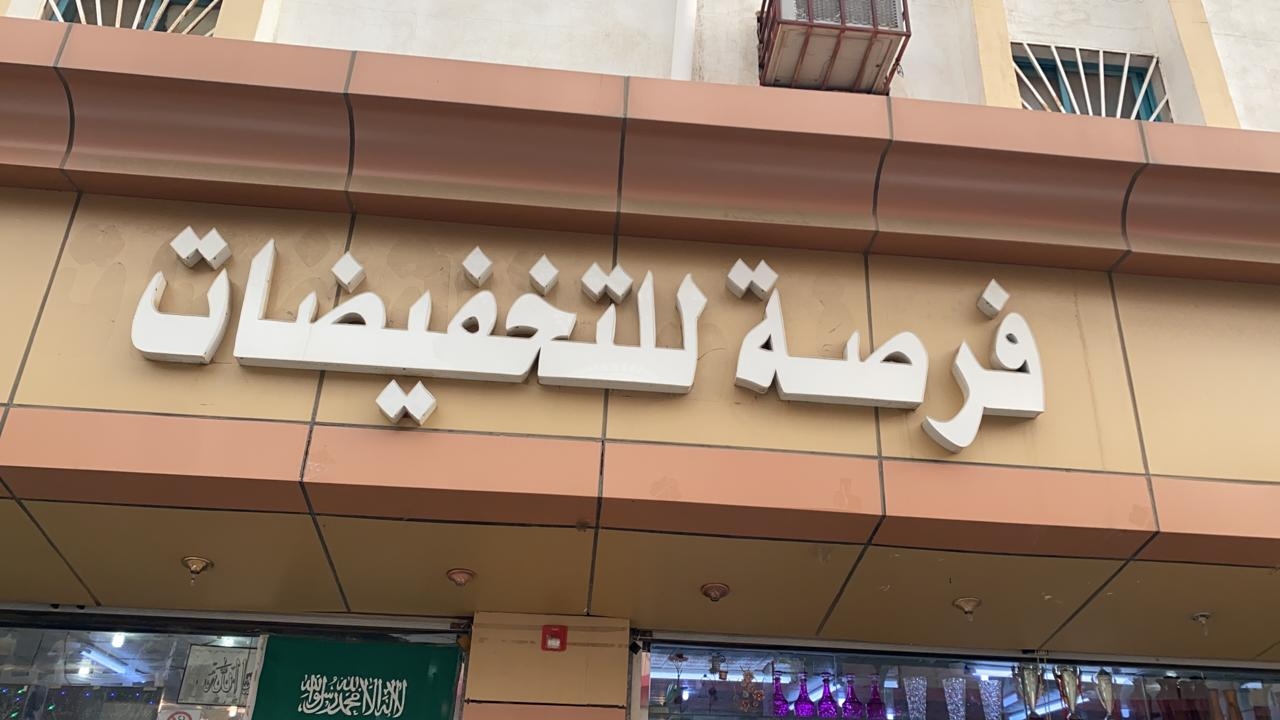 فرصة للتخفيضات
لا إله إلا الله محمد رسول الله